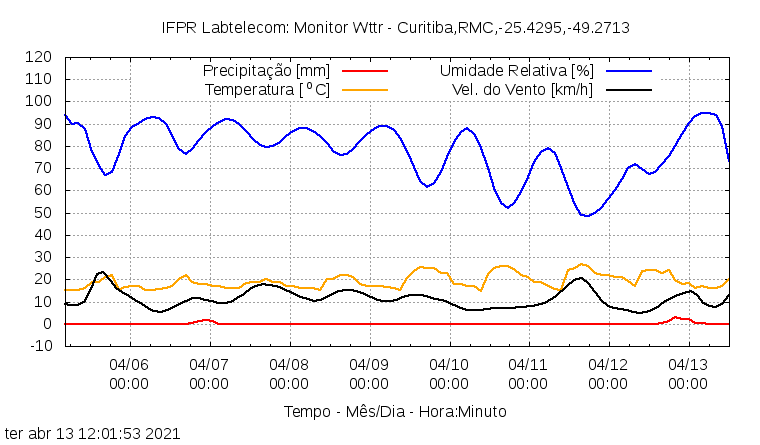 IFPR Labtelecom: Monitor Wttr - Curitiba,RMC,-25.4295,-49.2713
120
110
100
90
80
70
60
50
40
30
20
10
0
-10
Precipitação [mm]
Temperatura [⁰C]
Umidade Relativa [%]
Vel. do Vento [km/h]
04/06 04/07 04/08 04/09 04/10 04/11 04/12 04/13
00:00 00:00 00:00 00:00 00:00 00:00 00:00 00:00
Tempo - Mês/Dia - Hora:Minuto
ter abr 13 12:01:53 2021